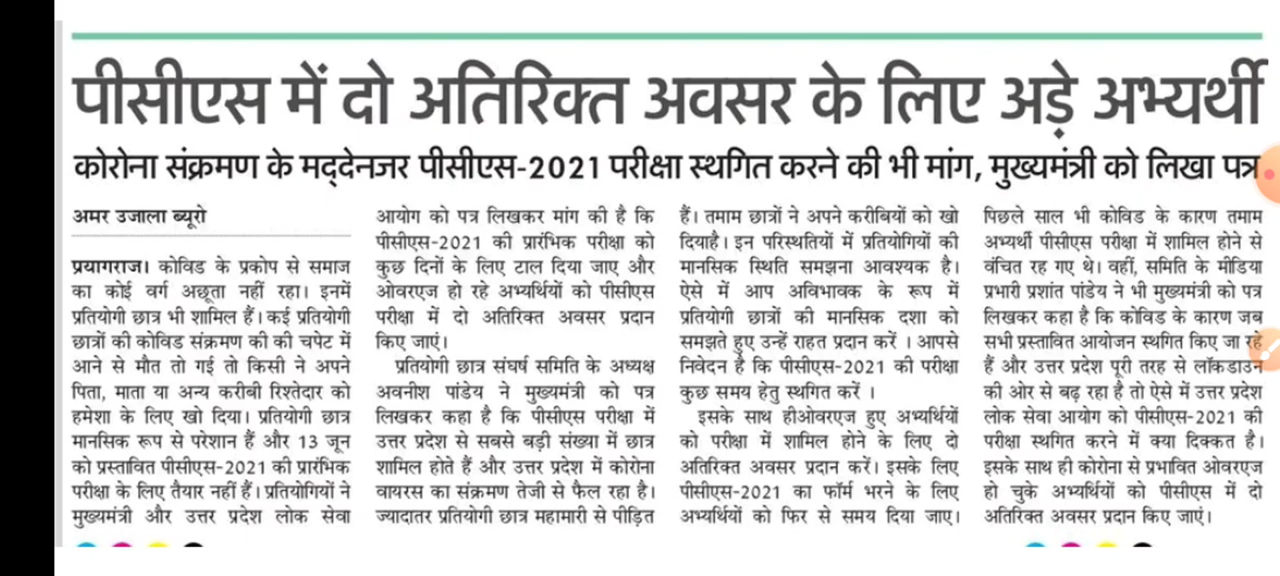 पीसीएस में दो अतिरिक्त अवसर के लिए अड़े अभ्यर्थी
कोरोना संक्रमण के मद्देनजर पीसीएस-2021 परीक्षा स्थगित करने की भी मांग, मुख्यमंत्री को लिखा पत्र
अमर उजाला ब्यूरो
प्रयागराज। कोविड के प्रकोप से समाज
का कोई वर्ग अछूता नहीं रहा। इनमें
प्रतियोगी छात्र भी शामिल हैं। कई प्रतियोगी
छात्रों की कोविड संक्रमण की की चपेट में
आने से मौत तो गई तो किसी ने अपने
पिता, माता या अन्य करीबी रिश्तेदार को
हमेशा के लिए खो दिया। प्रतियोगी छात्र
मानसिक रूप से परेशान हैं और 13 जून
को प्रस्तावित पीसीएस-2021 की प्रारंभिक
परीक्षा के लिए तैयार नहीं हैं। प्रतियोगियों ने
मुख्यमंत्री और उत्तर प्रदेश लोक सेवा
आयोग को पत्र लिखकर मांग की है कि
पीसीएस-2021 की प्रारंभिक परीक्षा को
कुछ दिनों के लिए टाल दिया जाए और
ओवरएज हो रहे अभ्यर्थियों को पीसीएस
परीक्षा में दो अतिरिक्त अवसर प्रदान
किए जाएं।
प्रतियोगी छात्र संघर्ष समिति के अध्यक्ष
अवनीश पांडेय ने मुख्यमंत्री को पत्र
लिखकर कहा है कि पीसीएस परीक्षा में
उत्तर प्रदेश से सबसे बड़ी संख्या में छात्र
शामिल होते हैं और उत्तर प्रदेश में कोरोना
वायरस का संक्रमण तेजी से फैल रहा है।
ज्यादातर प्रतियोगी छात्र महामारी से पीड़ित
हैं। तमाम छात्रों ने अपने करीबियों को खो
दियाहै। इन परिस्थितियों में प्रतियोगियों की
मानसिक स्थिति समझना आवश्यक है।
ऐसे में आप अविभावक के रूप में
प्रतियोगी छात्रों की मानसिक दशा को
समझते हुए उन्हें राहत प्रदान करें । आपसे
निवेदन है कि पीसीएस-2021 की परीक्षा
कुछ समय हेतु स्थगित करें ।
इसके साथ हीओवरएज हुए अभ्यर्थियों
को परीक्षा में शामिल होने के लिए दो
अतिरिक्त अवसर प्रदान करें। इसके लिए
पीसीएस-2021 का फॉर्म भरने के लिए
अभ्यर्थियों को फिर से समय दिया जाए।
पिछले साल भी कोविड के कारण तमाम
अभ्यर्थी पीसीएस परीक्षा में शामिल होने से
वंचित रह गए थे। वहीं, समिति के मीडिया
प्रभारी प्रशांत पांडेय ने भी मुख्यमंत्री को पत्र
लिखकर कहा है कि कोविड के कारण जब
सभी प्रस्तावित आयोजन स्थगित किए जा रहे
हैं और उत्तर प्रदेश पूरी तरह से लॉकडाउन
की ओर से बढ़ रहा है तो ऐसे में उत्तर प्रदेश
लोक सेवा आयोग को पीसीएस-2021 की
परीक्षा स्थगित करने में क्या दिक्कत है।
इसके साथ ही कोरोना से प्रभावित ओवरएज
हो चुके अभ्यर्थियों को पीसीएस में दो
अतिरिक्त अवसर प्रदान किए जाएं।